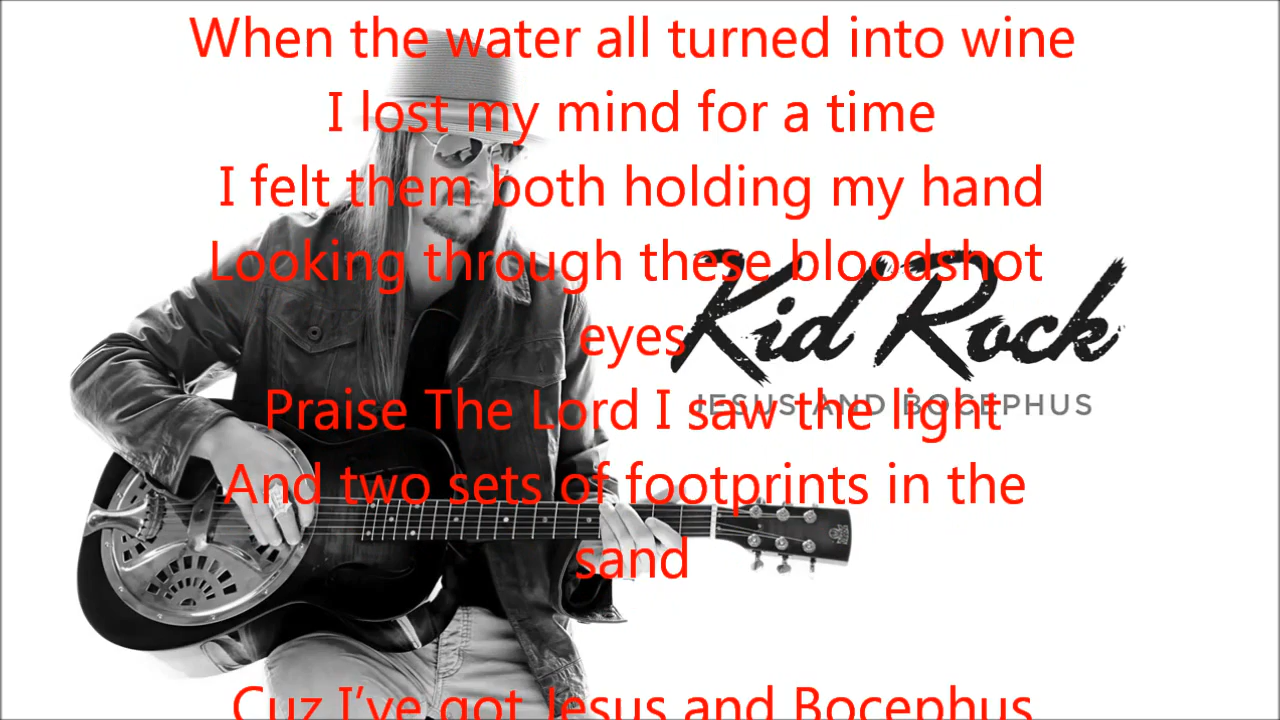 When the water all turned into wine
I lost my mind for a time
I felt them both holding my hand
Looking through these bloodshot
eyes
Kid Rock
JESUS AND BOCEPHUS
Praise The Lord I saw the light
And two sets of footprints in the
sand
Cuz I’ve got Jesus and Bocephus